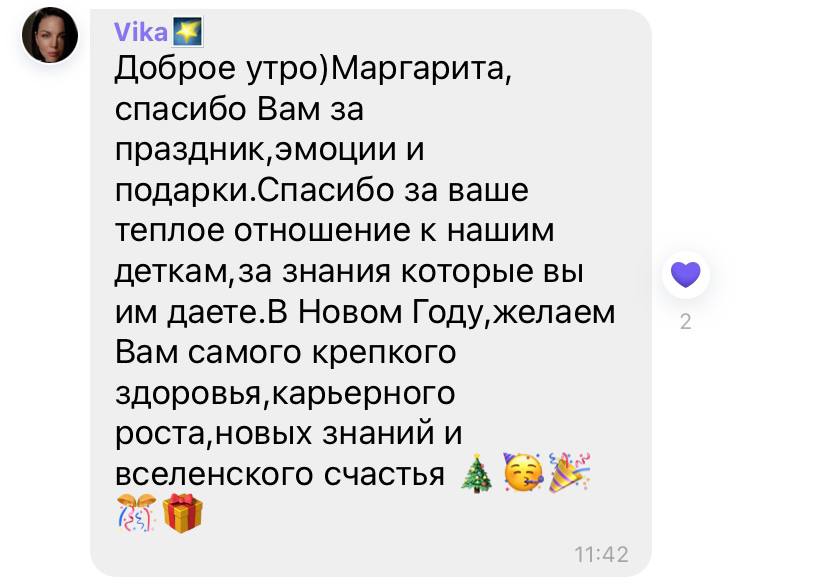 Vika🌠
Доброе утро)Маргарита,
спасибо Вам за
праздник,эмоции и
подарки.Спасибо за ваше
теплое отношение к нашим
деткам,за знания которые вы
им даете.В Новом Году,желаем
Вам самого крепкого
здоровья,карьерного
роста,новых знаний и
вселенского счастья 🎄🥳🎉
🎊🎁
2
11:42